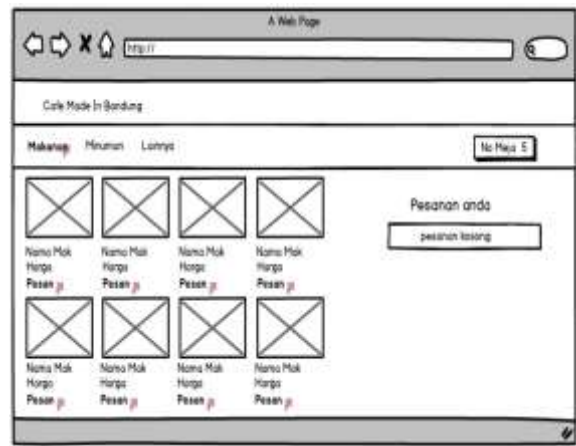 A Web Page
http://
Cafe Made In Bandung
Makanan Minuman Lainnya
No Meja 5
Pesanan anda
pesanan kosong
Nama Mak Nama Mak Nama Mak Nama Mak
Harga Harga Harga Harga
Pesan Pesan Pesan Pesan
Nama Mak Nama Mak Nama Mak Nama Mak
Harga Harga Harga Harga
Pesan Pesan Pesan Pesan